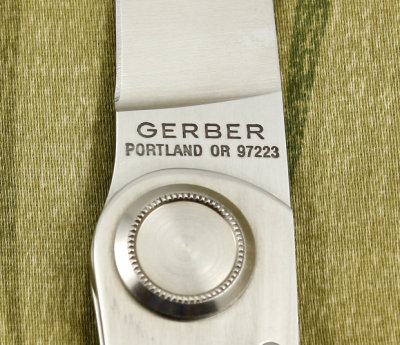 GERBER
PORTLAND OR 97223